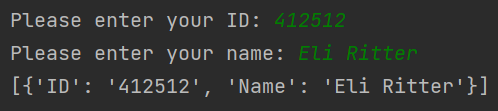 Please enter your ID: 412512
Please enter your name: Eli Ritter
[{'ID': '412512', 'Name': 'Eli Ritter'}]